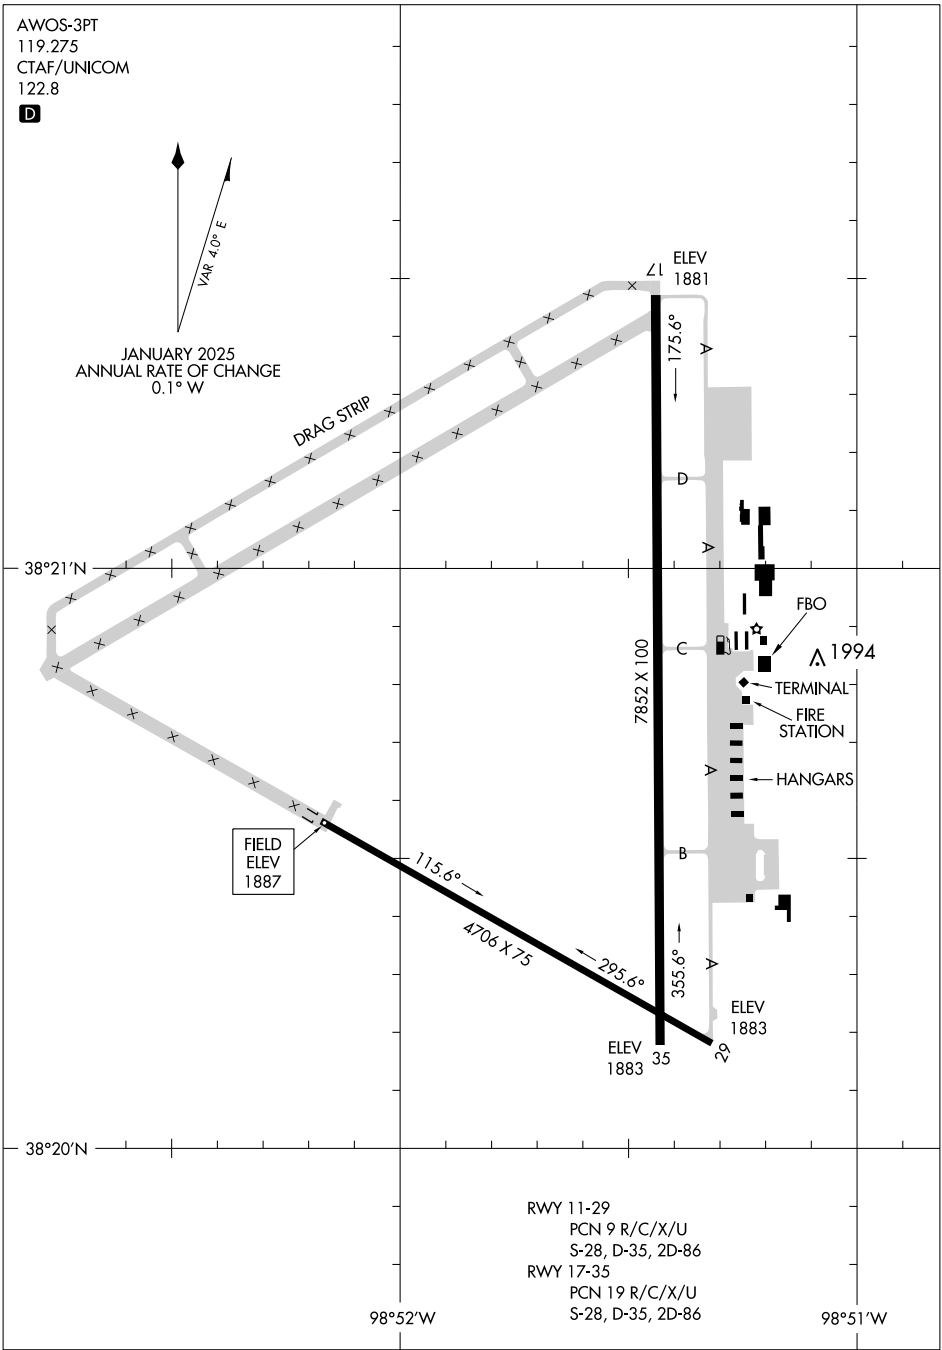 AWOS-3PT
119.275
CTAF/UNICOM
122.8
D
VAR 4.0° E
JANUARY 2025
ANNUAL RATE OF CHANGE
0.1° W
ELEV
1881
17
175.6°
A
DRAG STRIP
D
A
38°21'N
FBO
7852 X 100
C
1994
TERMINAL
FIRE
STATION
A
HANGARS
FIELD
ELEV
1887
B
115.6°
4706 X 75
295.6°
355.6°
A
ELEV
1883
29
ELEV
1883
35
38°20'N
RWY 11-29
PCN 9 R/C/X/U
S-28, D-35, 2D-86
RWY 17-35
PCN 19 R/C/X/U
S-28, D-35, 2D-86
98°52'W
98°51'W